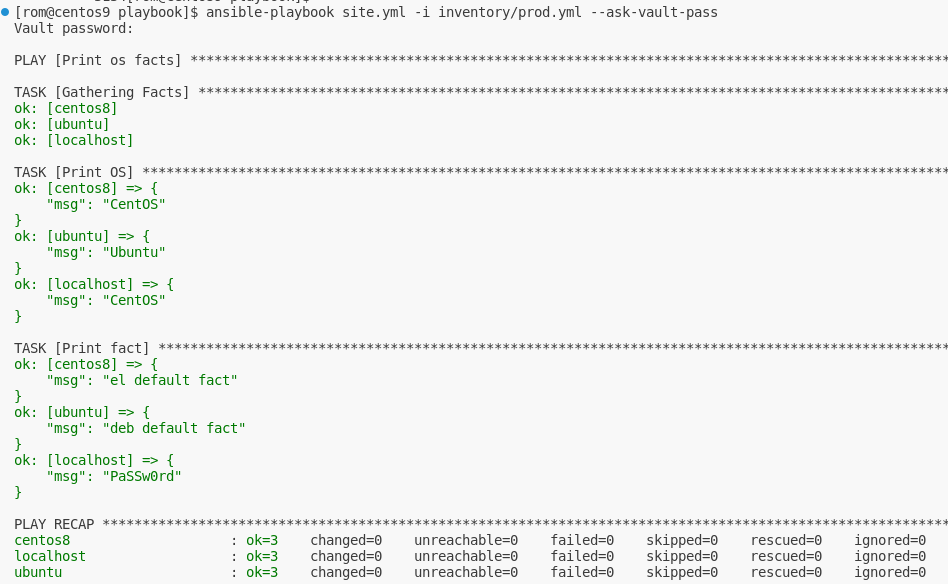 [rom@centos9 playbook]$ ansible-playbook site.yml -i inventory/prod.yml --ask-vault-pass
Vault password:
PLAY [Print os facts] ***********************************************************************************************
TASK [Gathering Facts] **********************************************************************************************
ok: [centos8]
ok: [ubuntu]
ok: [localhost]
TASK [Print OS] *****************************************************************************************************
ok: [centos8] => {
    "msg": "CentOS"
}
ok: [ubuntu] => {
    "msg": "Ubuntu"
}
ok: [localhost] => {
    "msg": "CentOS"
}
TASK [Print fact] ***************************************************************************************************
ok: [centos8] => {
    "msg": "el default fact"
}
ok: [ubuntu] => {
    "msg": "deb default fact"
}
ok: [localhost] => {
    "msg": "PaSSw0rd"
}
PLAY RECAP **********************************************************************************************************
centos8                    : ok=3    changed=0    unreachable=0    failed=0    skipped=0    rescued=0    ignored=0
localhost                  : ok=3    changed=0    unreachable=0    failed=0    skipped=0    rescued=0    ignored=0
ubuntu                     : ok=3    changed=0    unreachable=0    failed=0    skipped=0    rescued=0    ignored=0